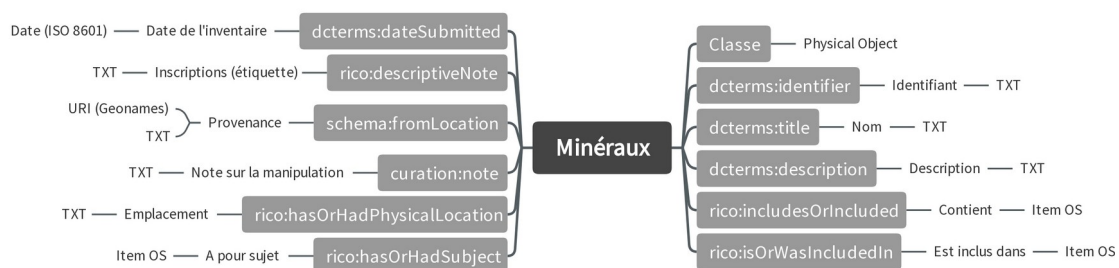 Minéraux
Classe
Physical Object
dcterms:identifier
Identifiant
TXT
dcterms:title
Nom
TXT
dcterms:description
Description
TXT
rico:includesOrIncluded
Contient
Item OS
rico:isOrWasIncludedIn
Est inclus dans
Item OS
Date (ISO 8601)
Date de l'inventaire
dcterms:dateSubmitted
TXT
Inscriptions (étiquette)
rico:descriptiveNote
URI (Geonames)
TXT
Provenance
schema:fromLocation
TXT
Note sur la manipulation
curation:note
TXT
Emplacement
rico:hasOrHadPhysicalLocation
Item OS
A pour sujet
rico:hasOrHadSubject